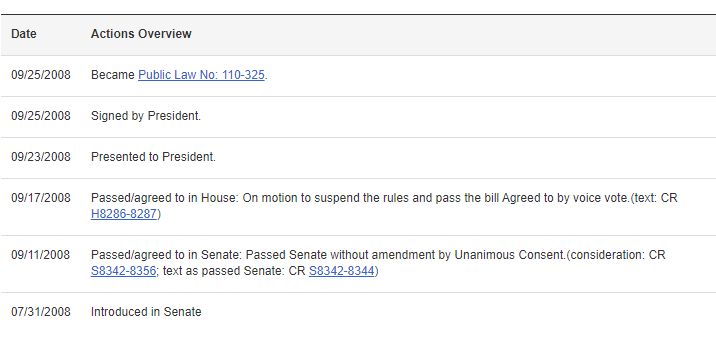 Date Actions Overview
09/25/2008 Became Public Law No: 110-325.
09/25/2008 Signed by President.
09/23/2008 Presented to President.
09/17/2008 Passed/agreed to in House: On motion to suspend the rules and pass the bill Agreed to by voice vote.(text: CR
H8286-8287)
09/11/2008 Passed/agreed to in Senate: Passed Senate without amendment by Unanimous Consent.(consideration: CR
S8342-8356; text as passed Senate: CR S8342-8344)
07/31/2008 Introduced in Senate